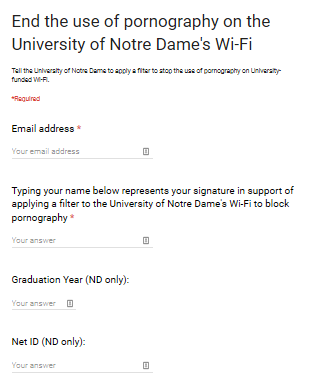 End the use of pornography on the
University of Notre Dame's Wi-Fi
Tell the University of Notre Dame to apply a filter to stop the use of pornography on University-
funded Wi-Fi.
*Required
Email address *
Your email address
Typing your name below represents your signature in support of
applying a filter to the University of Notre Dame's Wi-Fi to block
pornography *
Your answer
Graduation Year (ND only):
Your answer
Net ID (ND only):
Your answer